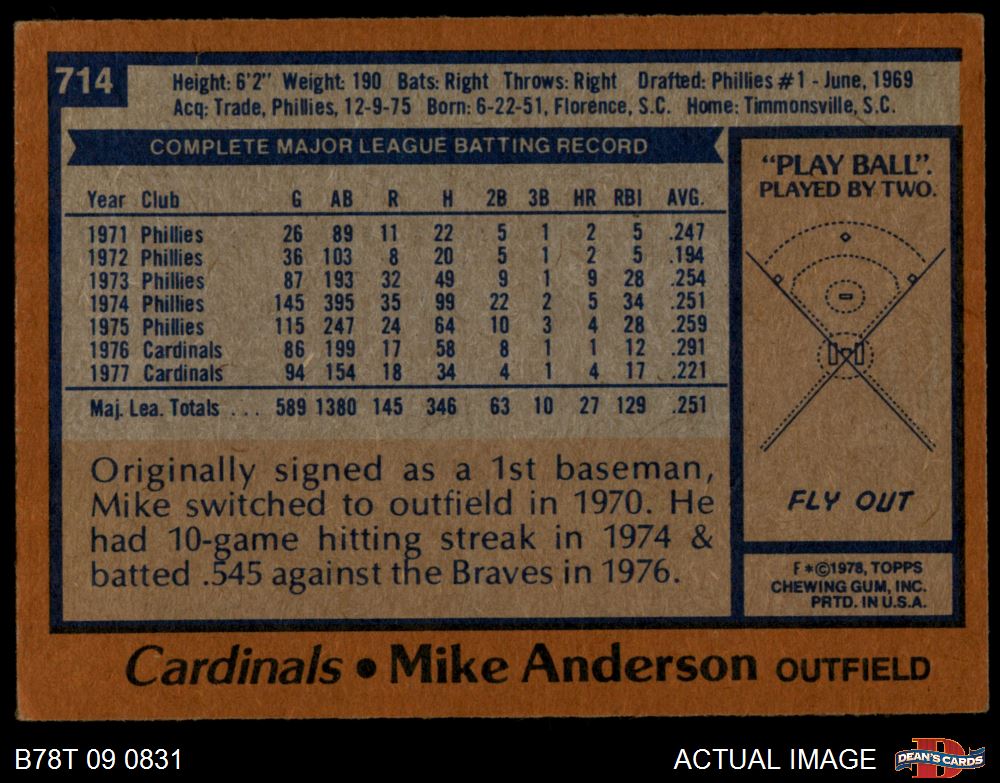 714
Height: 6'2" Weight: 190 Bats: Right Throws: Right Drafted: Phillies #1 - June, 1969
Acq: Trade, Phillies, 12-9-75 Born: 6-22-51, Florence, S.C. Home: Timmonsville, S.C.
COMPLETE MAJOR LEAGUE BATTING RECORD
Year Club G AB R H 2B 3B HR RBI AVG.
1971 Phillies 26 89 11 22 5 1 2 5 .247
1972 Phillies 36 103 8 20 5 1 2 5 .194
1973 Phillies 87 193 32 49 9 1 9 28 .254
1974 Phillies 145 395 35 99 22 2 5 34 .251
1975 Phillies 115 247 24 64 10 3 4 28 .259
1976 Cardinals 86 199 17 58 8 1 1 12 .291
1977 Cardinals 94 154 18 34 4 1 4 17 .221
Maj. Lea. Totals . . . 589 1380 145 346 63 10 27 129 .251
Originally signed as a 1st baseman,
Mike switched to outfield in 1970. He
had 10-game hitting streak in 1974 &
batted .545 against the Braves in 1976.
"PLAY BALL".
PLAYED BY TWO.
FLY OUT
F *©1978, TOPPS
CHEWING GUM, INC.
PRTD. IN U.S.A.
Cardinals • Mike Anderson OUTFIELD
B78T 09 0831
ACTUAL IMAGE
D
DEAN'S CARDS